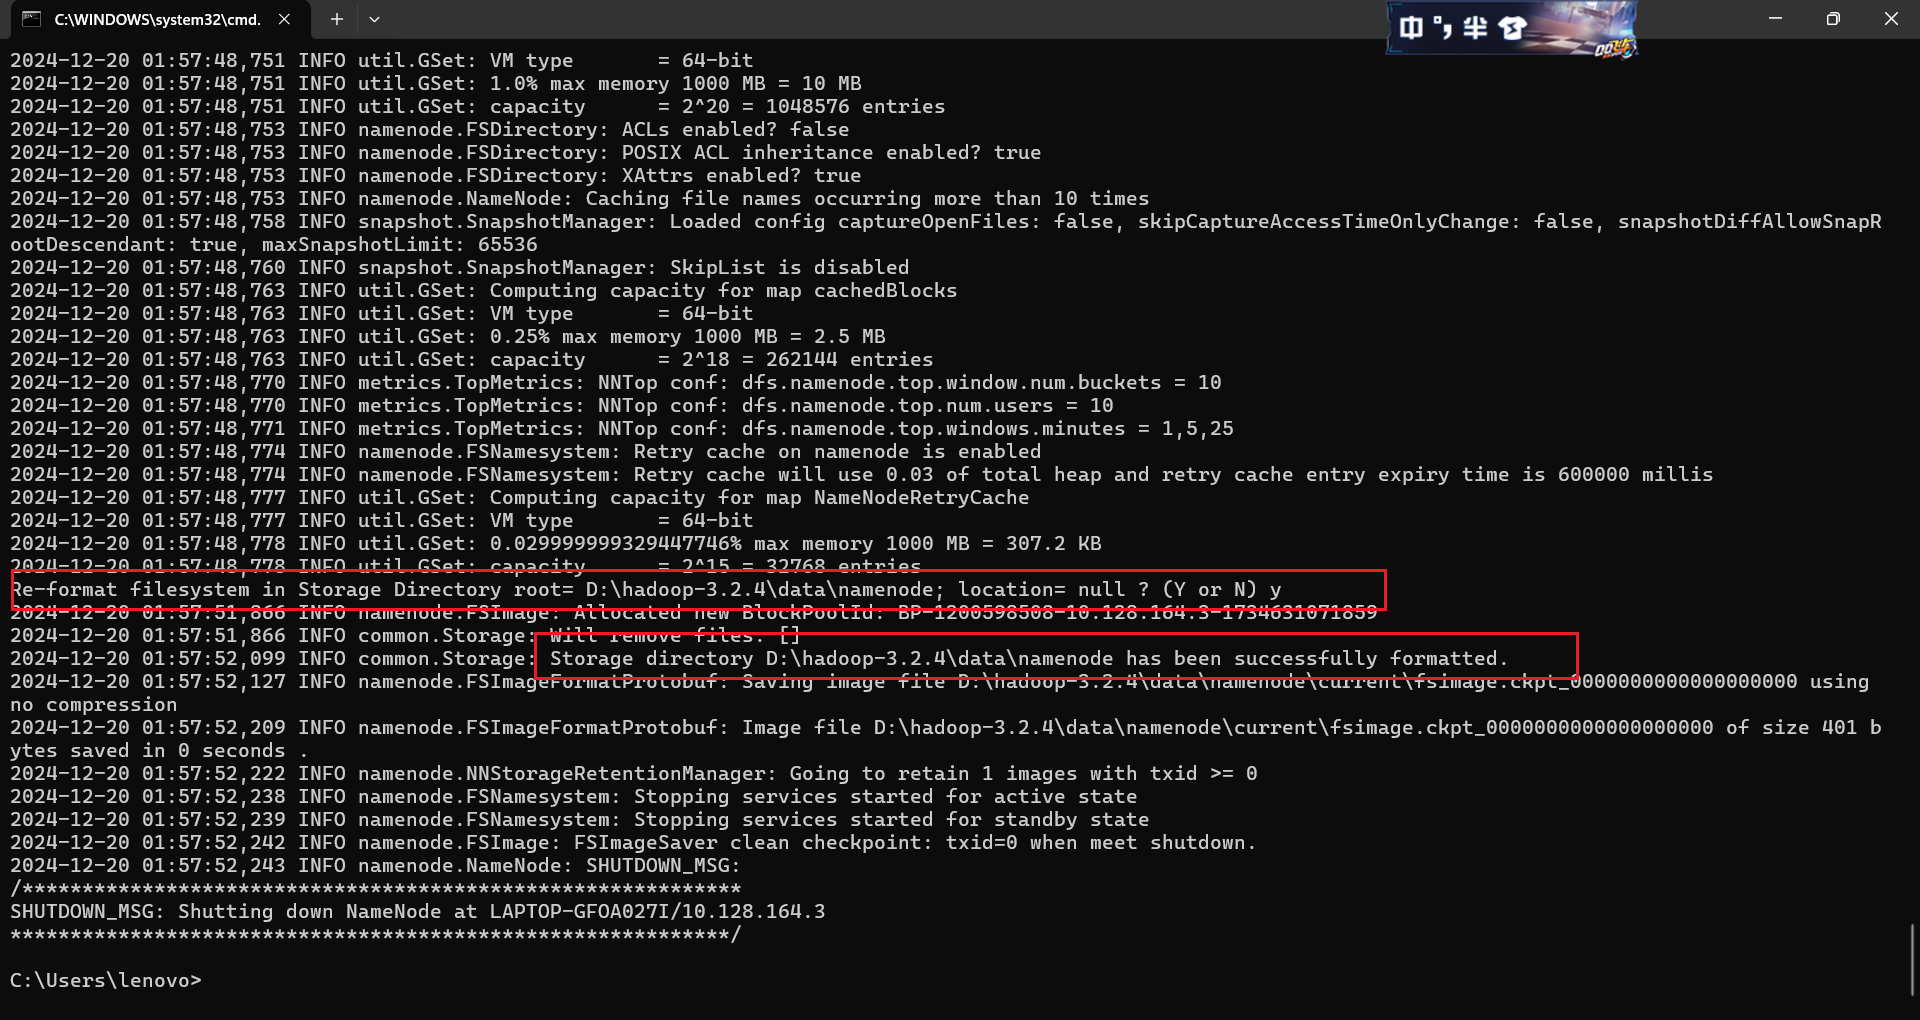 C:\WINDOWS\system32\cmd.
中 °, 半
QQ飞车
2024-12-20 01:57:48,751 INFO util.GSet: VM type       = 64-bit
2024-12-20 01:57:48,751 INFO util.GSet: 1.0% max memory 1000 MB = 10 MB
2024-12-20 01:57:48,751 INFO util.GSet: capacity      = 2^20 = 1048576 entries
2024-12-20 01:57:48,753 INFO namenode.FSDirectory: ACLs enabled? false
2024-12-20 01:57:48,753 INFO namenode.FSDirectory: POSIX ACL inheritance enabled? true
2024-12-20 01:57:48,753 INFO namenode.FSDirectory: XAttrs enabled? true
2024-12-20 01:57:48,753 INFO namenode.NameNode: Caching file names occurring more than 10 times
2024-12-20 01:57:48,758 INFO snapshot.SnapshotManager: Loaded config captureOpenFiles: false, skipCaptureAccessTimeOnlyChange: false, snapshotDiffAllowSnapR
ootDescendant: true, maxSnapshotLimit: 65536
2024-12-20 01:57:48,760 INFO snapshot.SnapshotManager: SkipList is disabled
2024-12-20 01:57:48,763 INFO util.GSet: Computing capacity for map cachedBlocks
2024-12-20 01:57:48,763 INFO util.GSet: VM type       = 64-bit
2024-12-20 01:57:48,763 INFO util.GSet: 0.25% max memory 1000 MB = 2.5 MB
2024-12-20 01:57:48,763 INFO util.GSet: capacity      = 2^18 = 262144 entries
2024-12-20 01:57:48,770 INFO metrics.TopMetrics: NNTop conf: dfs.namenode.top.window.num.buckets = 10
2024-12-20 01:57:48,770 INFO metrics.TopMetrics: NNTop conf: dfs.namenode.top.num.users = 10
2024-12-20 01:57:48,771 INFO metrics.TopMetrics: NNTop conf: dfs.namenode.top.windows.minutes = 1,5,25
2024-12-20 01:57:48,774 INFO namenode.FSNamesystem: Retry cache on namenode is enabled
2024-12-20 01:57:48,774 INFO namenode.FSNamesystem: Retry cache will use 0.03 of total heap and retry cache entry expiry time is 600000 millis
2024-12-20 01:57:48,777 INFO util.GSet: Computing capacity for map NameNodeRetryCache
2024-12-20 01:57:48,777 INFO util.GSet: VM type       = 64-bit
2024-12-20 01:57:48,778 INFO util.GSet: 0.029999999329447746% max memory 1000 MB = 307.2 KB
2024-12-20 01:57:48,778 INFO util.GSet: capacity      = 2^15 = 32768 entries
Re-format filesystem in Storage Directory root= D:\hadoop-3.2.4\data\namenode; location= null ? (Y or N) y
2024-12-20 01:57:51,866 INFO namenode.FSImage: Allocated new BlockPoolId: BP-1200598508-10.128.164.3-1734631071859
2024-12-20 01:57:51,866 INFO common.Storage: Will remove files: []
2024-12-20 01:57:52,099 INFO common.Storage: Storage directory D:\hadoop-3.2.4\data\namenode has been successfully formatted.
2024-12-20 01:57:52,127 INFO namenode.FSImageFormatProtobuf: Saving image file D:\hadoop-3.2.4\data\namenode\current\fsimage.ckpt_0000000000000000000 using
no compression
2024-12-20 01:57:52,209 INFO namenode.FSImageFormatProtobuf: Image file D:\hadoop-3.2.4\data\namenode\current\fsimage.ckpt_0000000000000000000 of size 401 b
ytes saved in 0 seconds .
2024-12-20 01:57:52,222 INFO namenode.NNStorageRetentionManager: Going to retain 1 images with txid >= 0
2024-12-20 01:57:52,238 INFO namenode.FSNamesystem: Stopping services started for active state
2024-12-20 01:57:52,239 INFO namenode.FSNamesystem: Stopping services started for standby state
2024-12-20 01:57:52,242 INFO namenode.FSImage: FSImageSaver clean checkpoint: txid=0 when meet shutdown.
2024-12-20 01:57:52,243 INFO namenode.NameNode: SHUTDOWN_MSG:
/************************************************************
SHUTDOWN_MSG: Shutting down NameNode at LAPTOP-GFOA027I/10.128.164.3
************************************************************/
C:\Users\lenovo>